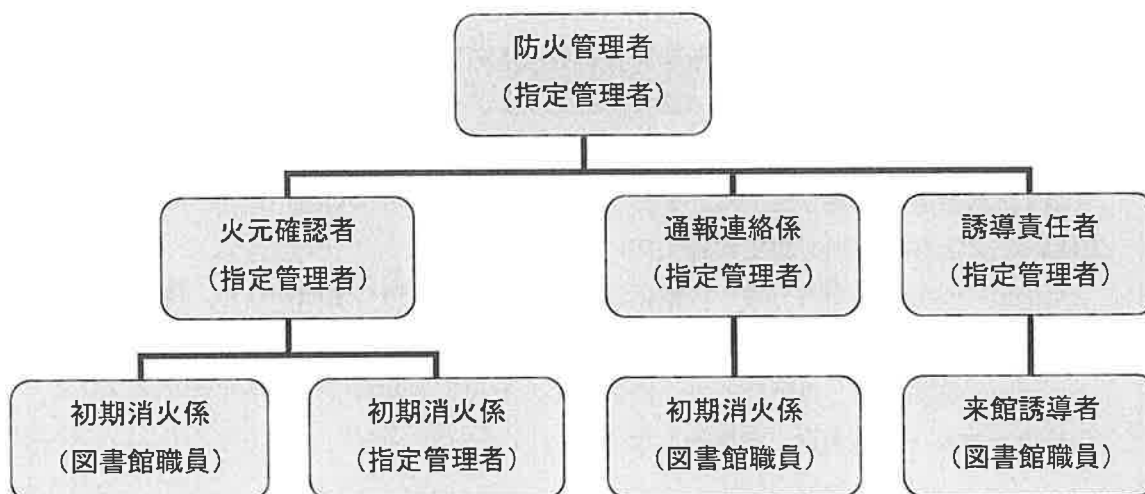 防火管理者
（指定管理者）
火元確認者
（指定管理者）
通報連絡係
（指定管理者）
誘導責任者
（指定管理者）
初期消火係
（図書館職員）
初期消火係
（指定管理者）
初期消火係
（図書館職員）
来館誘導者
（図書館職員）